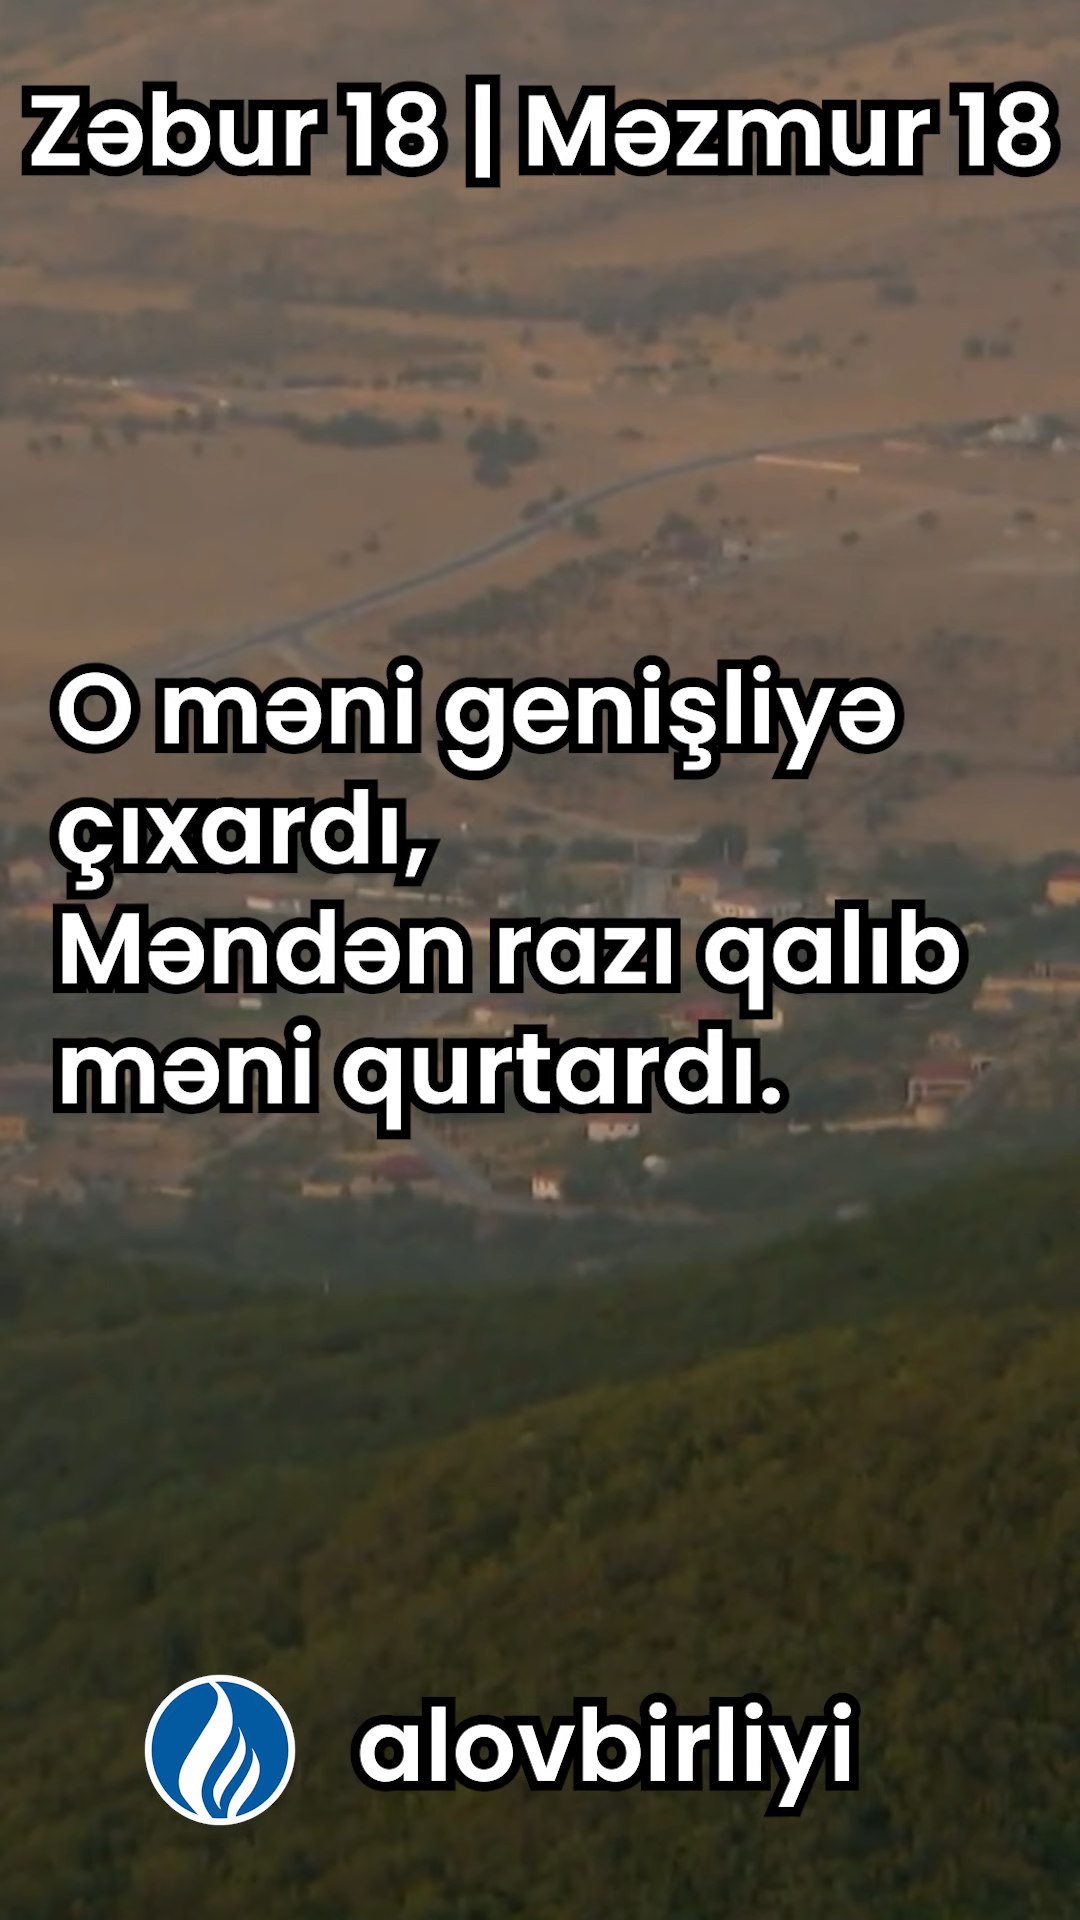 Zəbur 18 | Məzmur 18
O məni genişliyə
çıxardı,
Məndən razı qalıb
məni qurtardı.
alovbirliyi